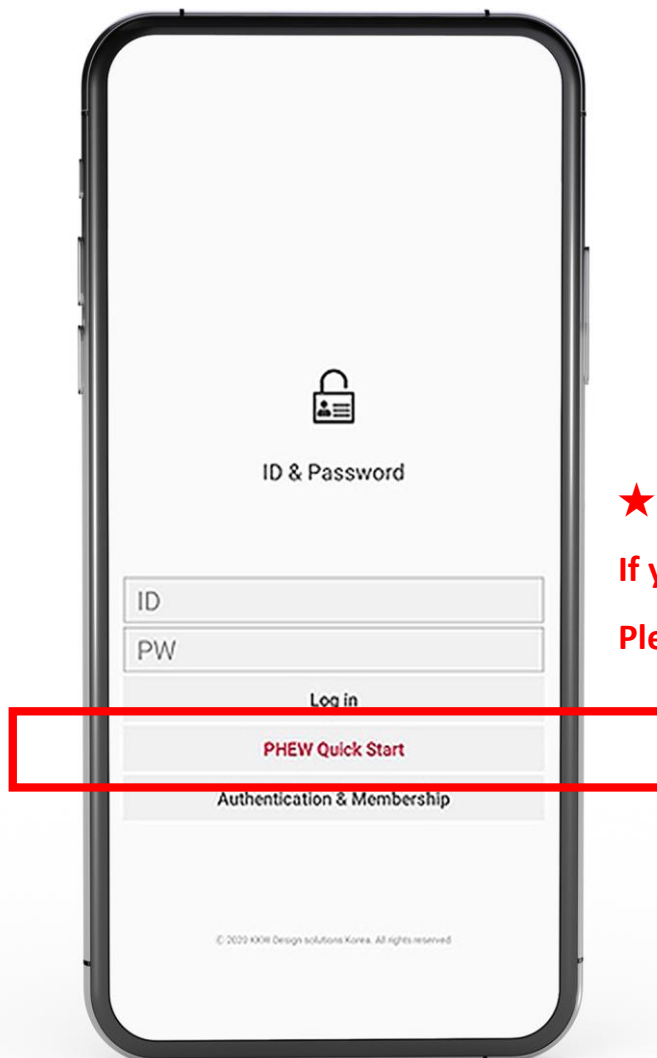 ID & Password
ID
PW
Log in
PHEW Quick Start
Authentication & Membership
© 2020 KKW Design solutions Korea. All rights reserved
★
If y
Ple